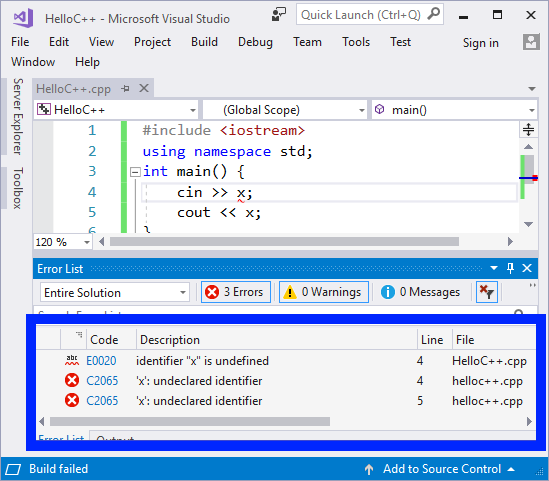 HelloC++ - Microsoft Visual Studio
Quick Launch (Ctrl+Q)
File Edit View Project Build Debug Team Tools Test Sign in
Window Help
Server Explorer
Toolbox
HelloC++.cpp
HelloC++ (Global Scope) main()
1 #include <iostream>
2 using namespace std;
3 int main() {
4 cin >> x;
5 cout << x;
6 }
120 %
Error List
Entire Solution 3 Errors 0 Warnings 0 Messages
Code Description Line File
abc E0020 identifier "x" is undefined 4 HelloC++.cpp
C2065 'x': undeclared identifier 4 helloc++.cpp
C2065 'x': undeclared identifier 5 helloc++.cpp
Error List Output
Build failed Add to Source Control